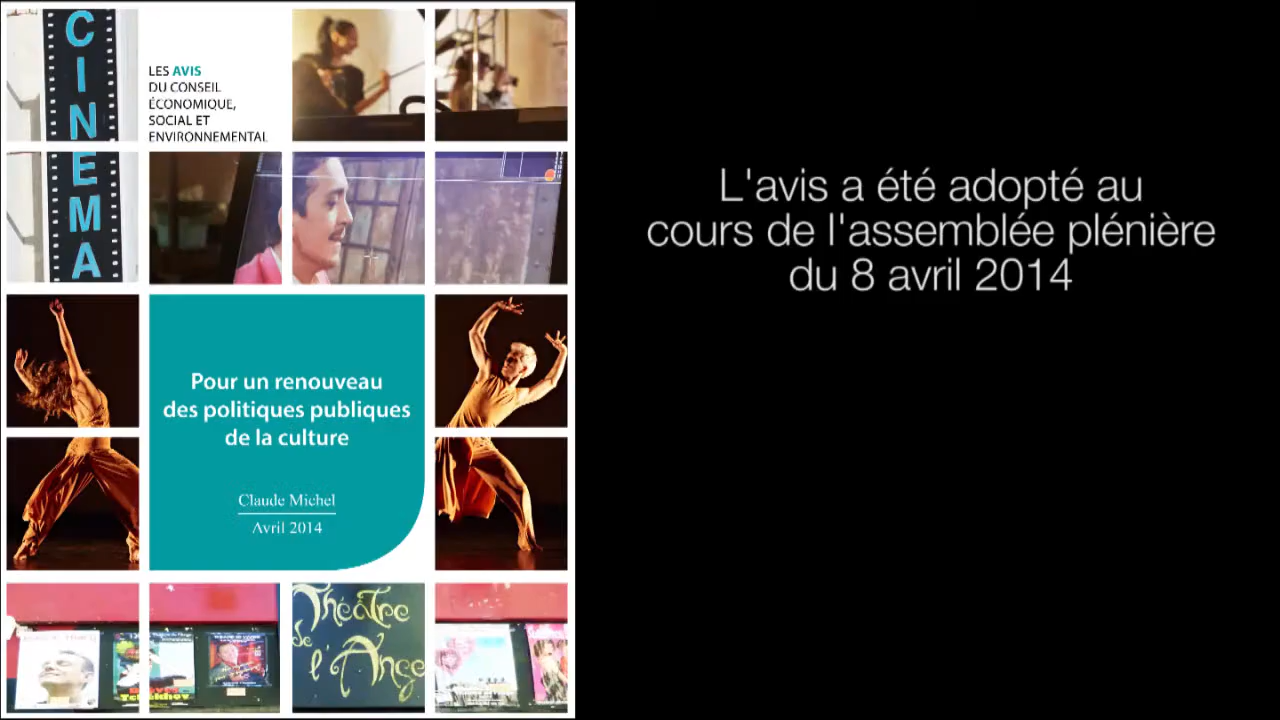 CINEMA
LES AVIS
DU CONSEIL
ÉCONOMIQUE,
SOCIAL ET
ENVIRONNEMENTAL
Pour un renouveau
des politiques publiques
de la culture
Claude Michel
Avril 2014
Théâtre
de
l'Ange
L'avis a été adopté au
cours de l'assemblée plénière
du 8 avril 2014